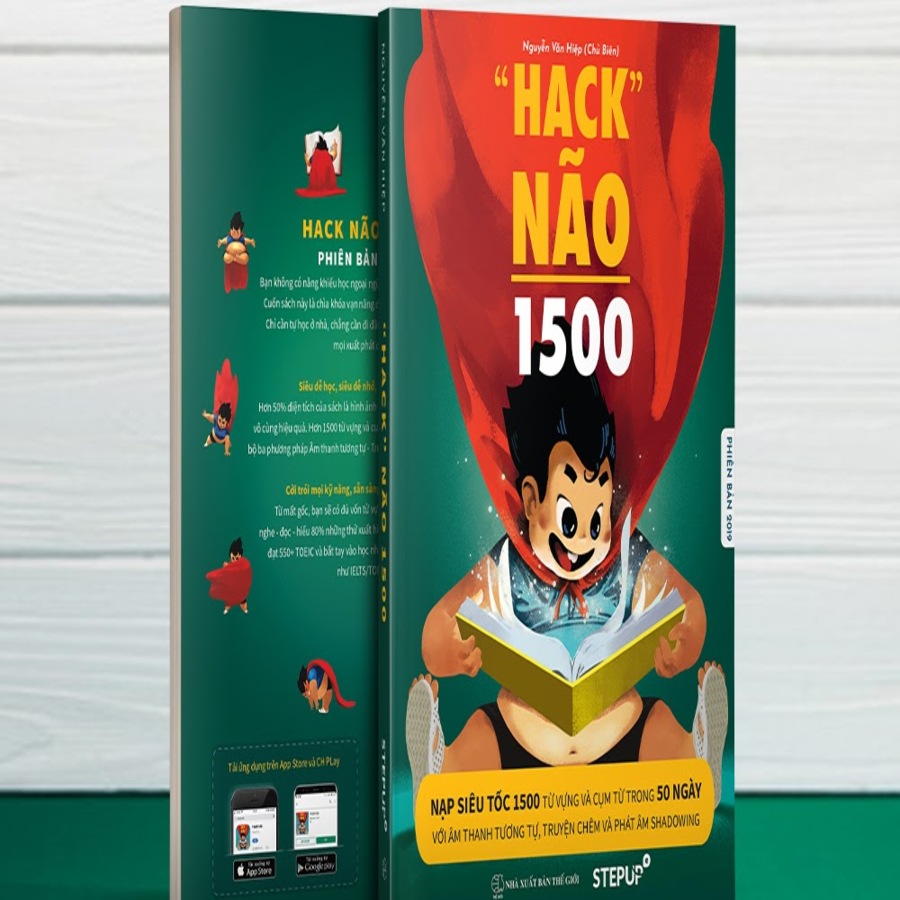 Nguyễn Văn Hiệp (Chủ Biên)
"HACK"
NÃO
1500
PHIÊN BẢN 2019
NẠP SIÊU TỐC 1500 TỪ VỰNG VÀ CỤM TỪ TRONG 50 NGÀY
VỚI ÂM THANH TƯƠNG TỰ, TRUYỆN CHÊM VÀ PHÁT ÂM SHADOWING
NHÀ XUẤT BẢN THẾ GIỚI
STEPUP
NGUYỄN VĂN HIỆP
"HACK" NÃO 1500
STEPUP
HACK NÃO
PHIÊN BẢN
Bạn không có năng khiếu học ngoại
Cuốn sách này là chìa khóa vạn năng
Chỉ cần tự học ở nhà, chẳng cần đi
mọi xuất phát
Siêu dễ học, siêu dễ nhớ,
Hơn 50% diện tích của sách là hình ảnh
vô cùng hiệu quả. Hơn 1500 từ vựng và
bộ ba phương pháp Âm thanh tương tự -
Cởi trói mọi kỹ năng, sẵn sàng
Từ mất gốc, bạn sẽ có đủ vốn từ
nghe - đọc - hiểu 80% những thứ xuất
đạt 550+ TOEIC và bắt tay vào học
như IELTS/
Tải ứng dụng trên App Store và CH PLay
Tải xuống từ
App Store
Tải xuống từ
Google play